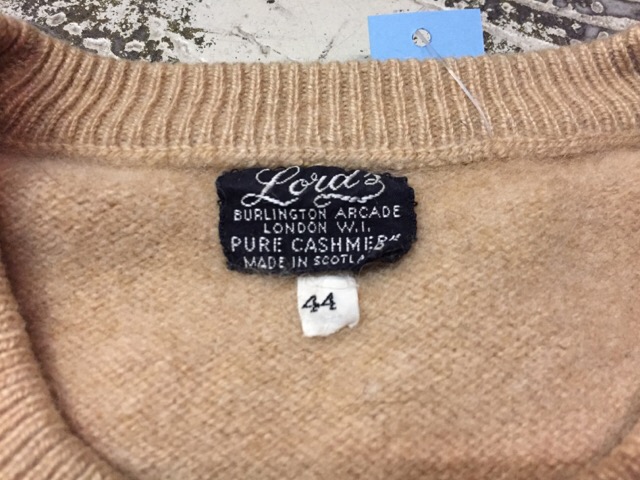 Lord's
BURLINGTON ARCADE
LONDON W.1.
PURE CASHMER
MADE IN SCOTLA
44